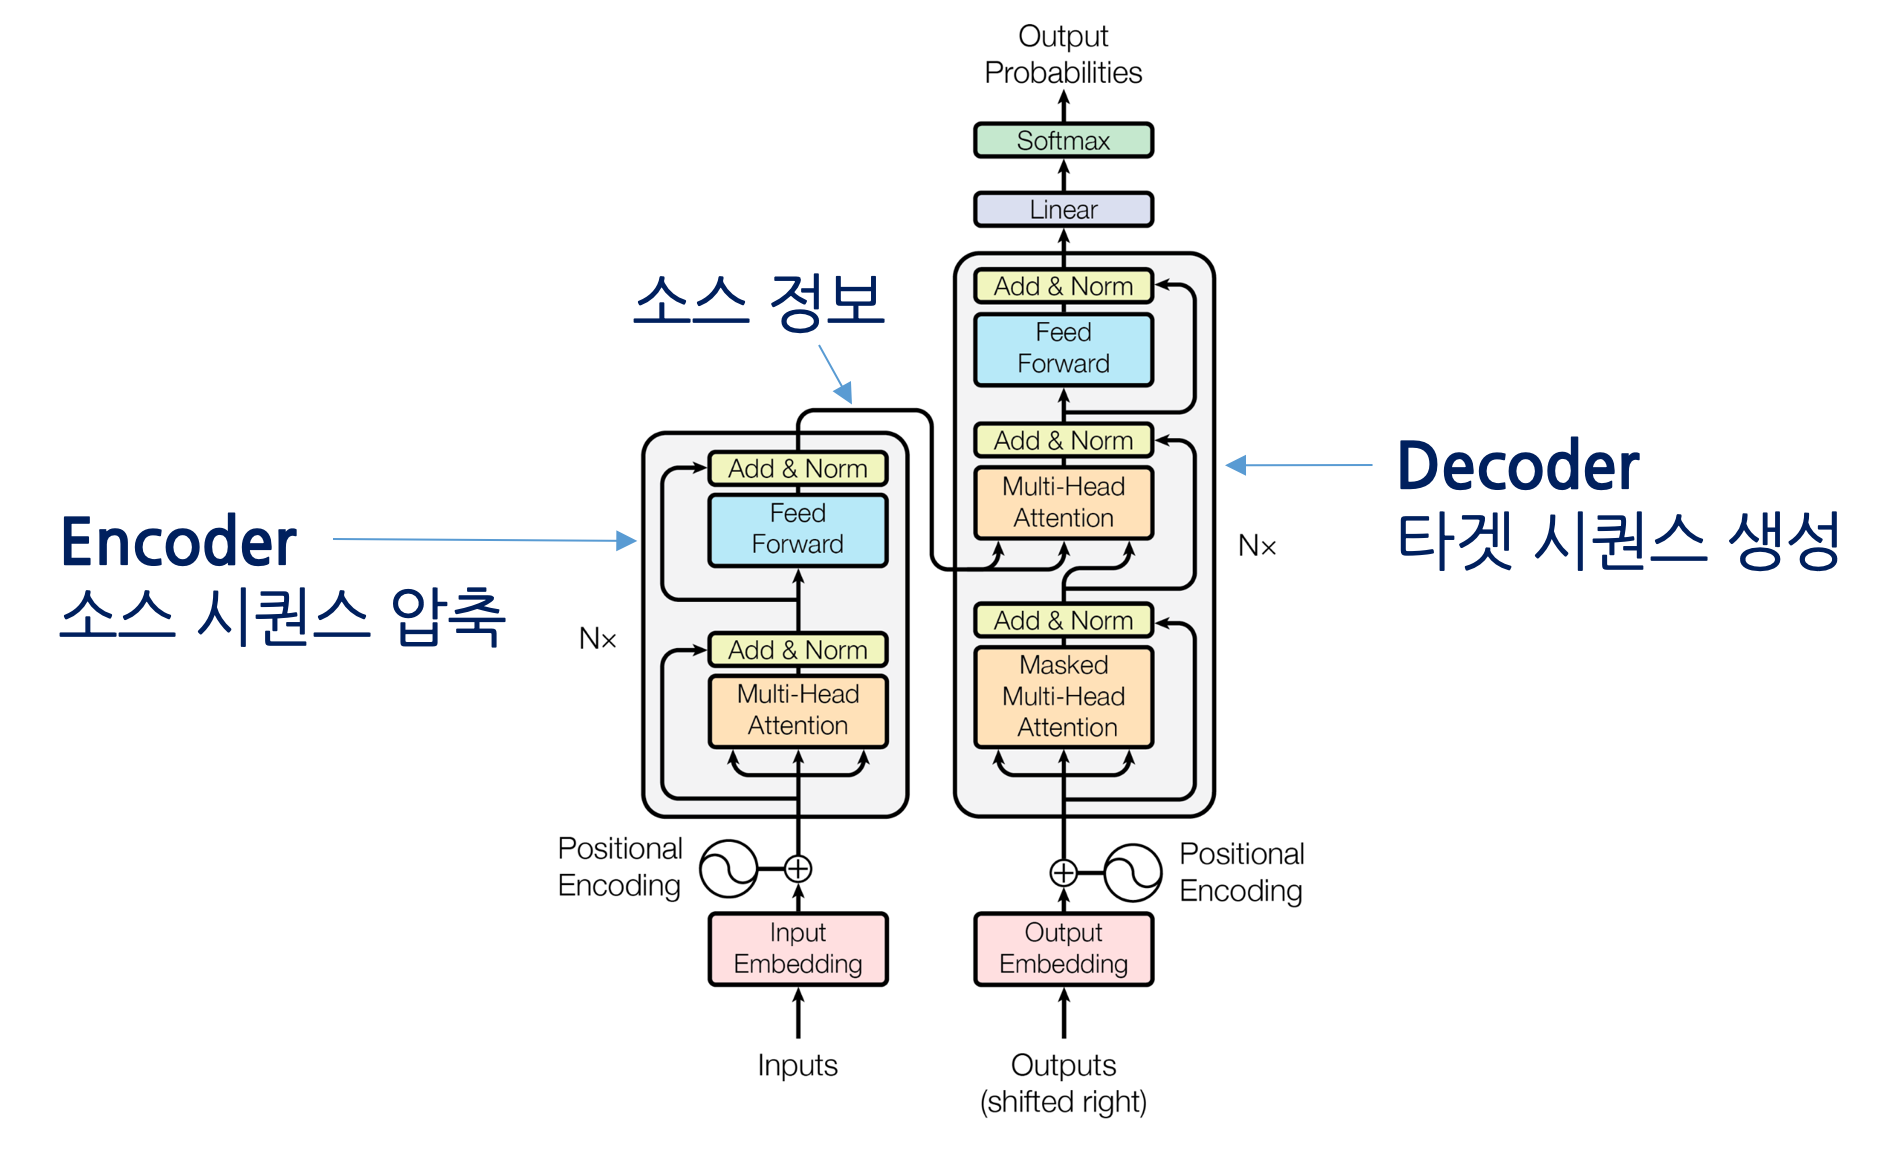 Output
Probabilities
Softmax
Linear
Add & Norm
Feed
Forward
Add & Norm
Multi-Head
Attention
Add & Norm
Masked
Multi-Head
Attention
Nx
Decoder
타겟 시퀀스 생성
소스 정보
Add & Norm
Feed
Forward
Add & Norm
Multi-Head
Attention
Nx
Encoder
소스 시퀀스 압축
Positional
Encoding
Positional
Encoding
Input
Embedding
Output
Embedding
Inputs
Outputs
(shifted right)